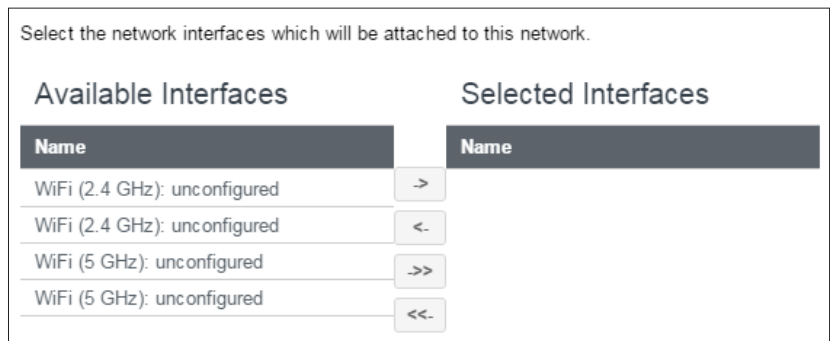 Select the network interfaces which will be attached to this network.
Available Interfaces
Selected Interfaces
Name
Name
WiFi (2.4 GHz): unconfigured
->
WiFi (2.4 GHz): unconfigured
<-
WiFi (5 GHz): unconfigured
->>
WiFi (5 GHz): unconfigured
<<-